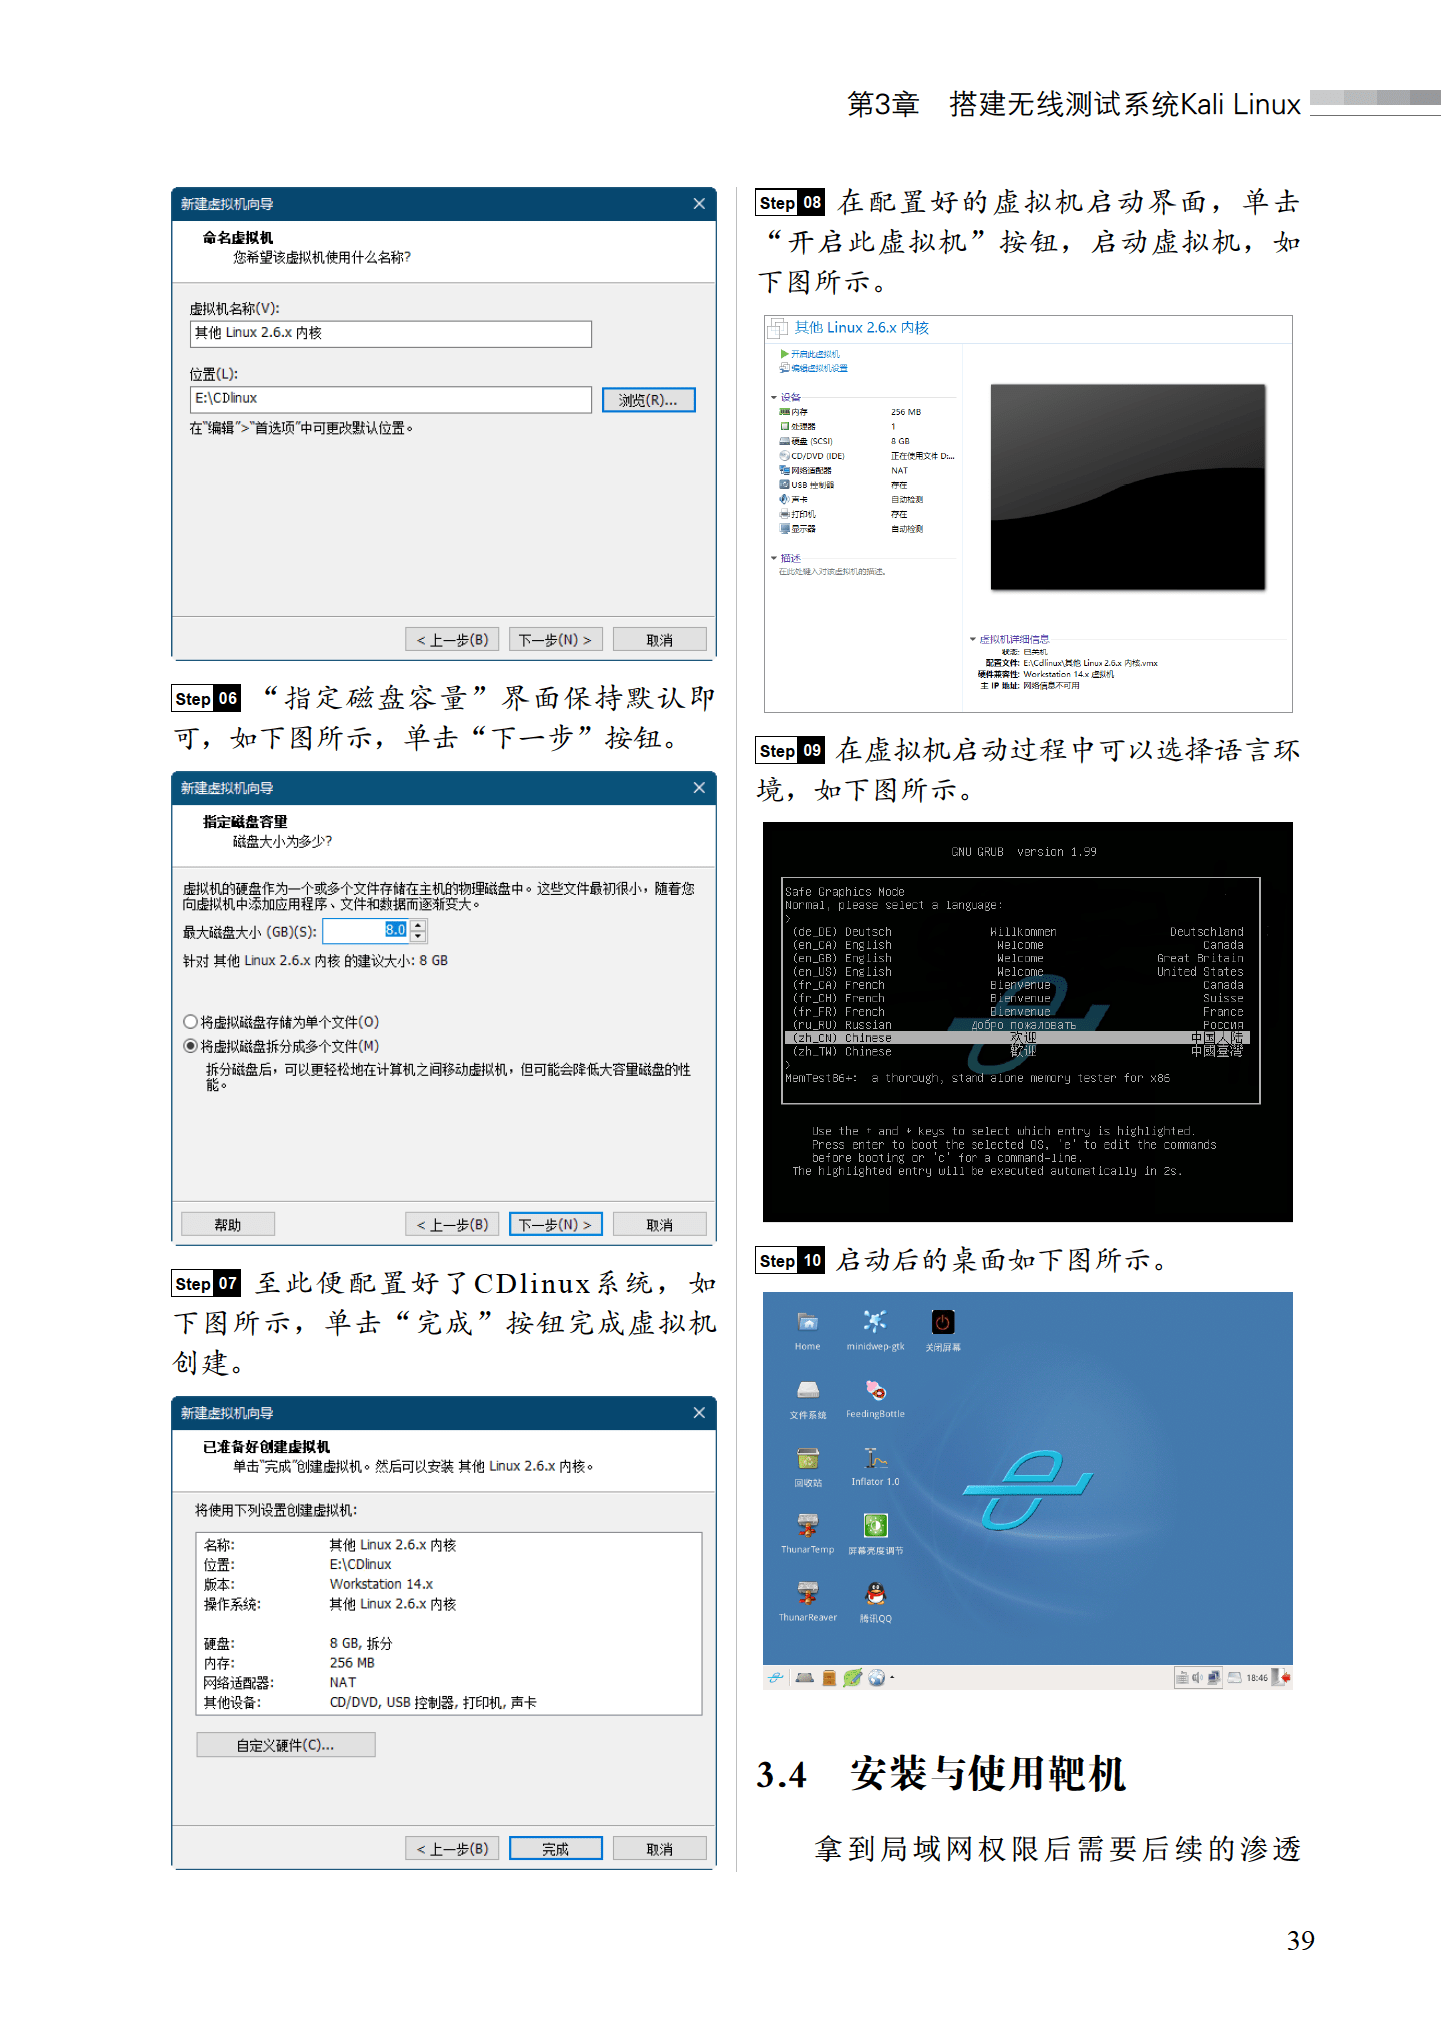 第3章　搭建无线测试系统Kali Linux
新建虚拟机向导
命名虚拟机
您希望该虚拟机使用什么名称?
虚拟机名称(V):
其他 Linux 2.6.x 内核
位置(L):
E:\CDlinux
浏览(R)...
在"编辑">"首选项"中可更改默认位置。
< 上一步(B) 下一步(N) > 取消
Step 06 “指定磁盘容量”界面保持默认即
可，如下图所示，单击“下一步”按钮。
新建虚拟机向导
指定磁盘容量
磁盘大小为多少?
虚拟机的硬盘作为一个或多个文件存储在主机的物理磁盘中。这些文件最初很小，随着您
向虚拟机中添加应用程序、文件和数据而逐渐变大。
最大磁盘大小 (GB)(S): 8.0
针对 其他 Linux 2.6.x 内核 的建议大小: 8 GB
将虚拟磁盘存储为单个文件(O)
将虚拟磁盘拆分成多个文件(M)
拆分磁盘后，可以更轻松地在计算机之间移动虚拟机，但可能会降低大容量磁盘的性
能。
帮助 < 上一步(B) 下一步(N) > 取消
Step 07 至此便配置好了CDlinux系统，如
下图所示，单击“完成”按钮完成虚拟机
创建。
新建虚拟机向导
已准备好创建虚拟机
单击"完成"创建虚拟机。然后可以安装 其他 Linux 2.6.x 内核。
将使用下列设置创建虚拟机:
名称: 其他 Linux 2.6.x 内核
位置: E:\CDlinux
版本: Workstation 14.x
操作系统: 其他 Linux 2.6.x 内核
硬盘: 8 GB, 拆分
内存: 256 MB
网络适配器: NAT
其他设备: CD/DVD, USB 控制器, 打印机, 声卡
自定义硬件(C)...
< 上一步(B) 完成 取消
Step 08 在配置好的虚拟机启动界面，单击
“开启此虚拟机”按钮，启动虚拟机，如
下图所示。
其他 Linux 2.6.x 内核
开启此虚拟机
编辑虚拟机设置
设备
内存 256 MB
处理器 1
硬盘 (SCSI) 8 GB
CD/DVD (IDE) 正在使用文件 D:...
网络适配器 NAT
USB 控制器 存在
声卡 自动检测
打印机 存在
显示器 自动检测
描述
在此处键入对该虚拟机的描述。
虚拟机详细信息
状态: 已关机
配置文件: E:\Cdlinux\其他 Linux 2.6.x 内核.vmx
硬件兼容性: Workstation 14.x 虚拟机
主 IP 地址: 网络信息不可用
Step 09 在虚拟机启动过程中可以选择语言环
境，如下图所示。
GNU GRUB version 1.99
Safe Graphics Mode
Normal, please select a language:
>
(de_DE) Deutsch Willkommen Deutschland
(en_CA) English Welcome Canada
(en_GB) English Welcome Great Britain
(en_US) English Welcome United States
(fr_CA) French Bienvenue Canada
(fr_CH) French Bienvenue Suisse
(fr_FR) French Bienvenue France
(ru_RU) Russian Добро пожаловать Россия
(zh_CN) Chinese 欢迎 中国大陆
(zh_TW) Chinese 歡迎 中國臺灣
>
MemTest86+: a thorough, stand alone memory tester for x86
Use the ↑ and ↓ keys to select which entry is highlighted.
Press enter to boot the selected OS, 'e' to edit the commands
before booting or 'c' for a command-line.
The highlighted entry will be executed automatically in 2s.
Step 10 启动后的桌面如下图所示。
Home minidwep-gtk 关闭屏幕
文件系统 FeedingBottle
回收站 Inflator 1.0
ThunarTemp 屏幕亮度调节
ThunarReaver 腾讯QQ
18:46
3.4　安装与使用靶机
拿到局域网权限后需要后续的渗透
39